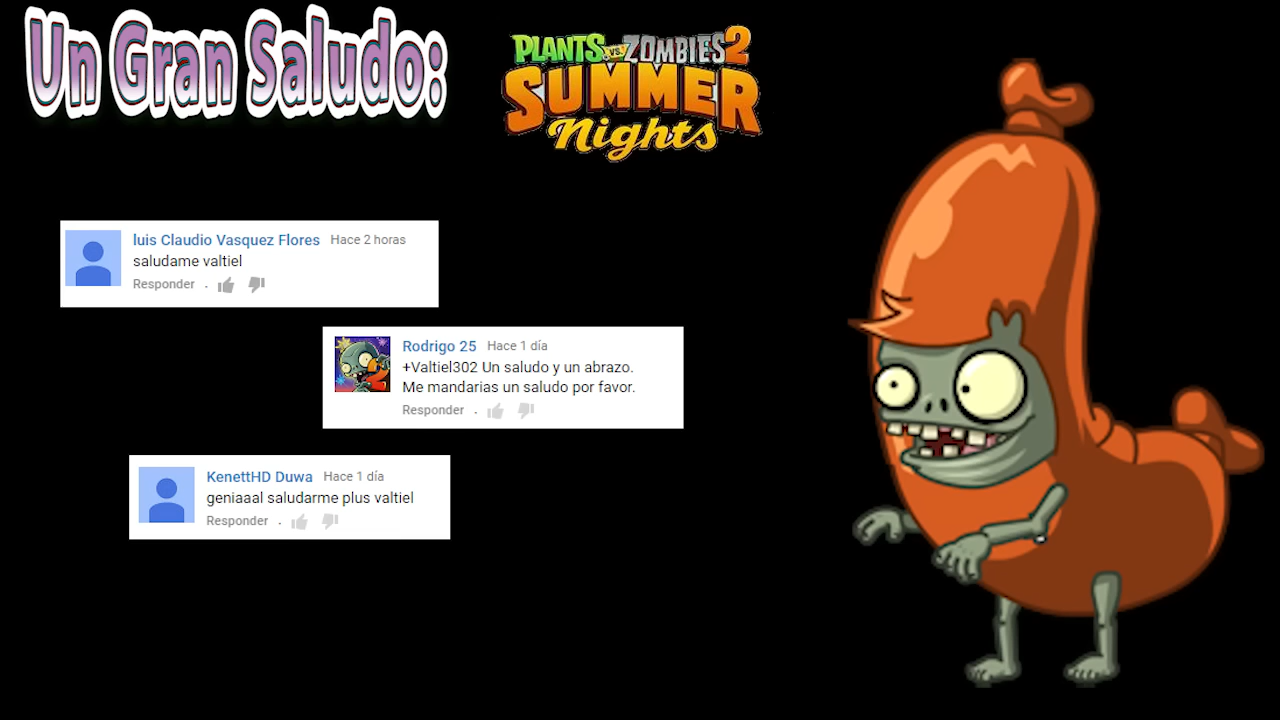 Un Gran Saludo:
PLANTS vs. ZOMBIES 2
SUMMER
Nights
luis Claudio Vasquez Flores Hace 2 horas
saludame valtiel
Responder .
Rodrigo 25 Hace 1 día
+Valtiel302 Un saludo y un abrazo.
Me mandarias un saludo por favor.
Responder .
KenettHD Duwa Hace 1 día
geniaaal saludarme plus valtiel
Responder .